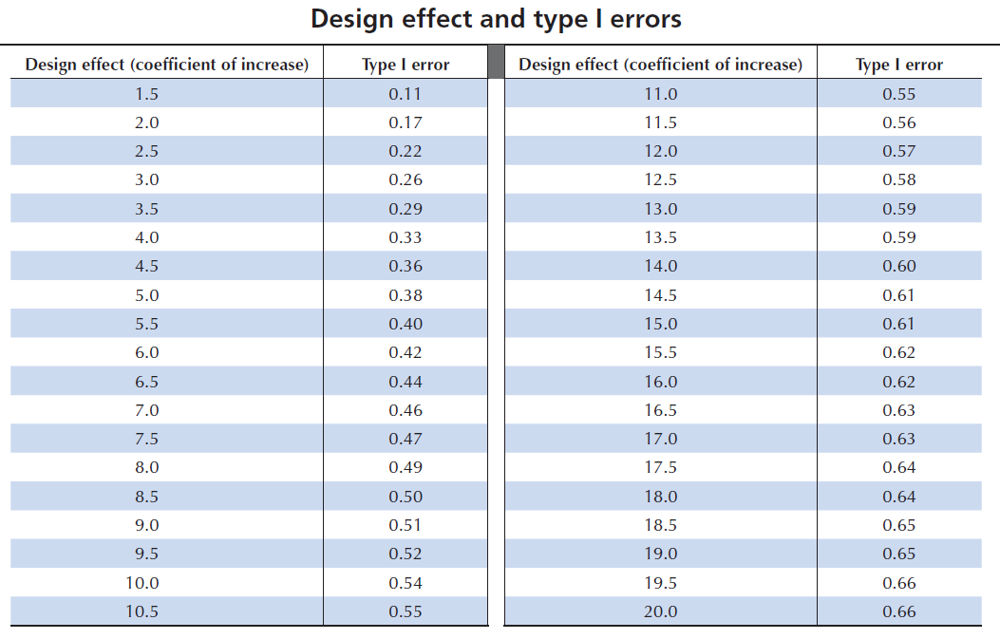 Design effect and type I errors
Design effect (coefficient of increase) Type I error Design effect (coefficient of increase) Type I error
1.5 0.11 11.0 0.55
2.0 0.17 11.5 0.56
2.5 0.22 12.0 0.57
3.0 0.26 12.5 0.58
3.5 0.29 13.0 0.59
4.0 0.33 13.5 0.59
4.5 0.36 14.0 0.60
5.0 0.38 14.5 0.61
5.5 0.40 15.0 0.61
6.0 0.42 15.5 0.62
6.5 0.44 16.0 0.62
7.0 0.46 16.5 0.63
7.5 0.47 17.0 0.63
8.0 0.49 17.5 0.64
8.5 0.50 18.0 0.64
9.0 0.51 18.5 0.65
9.5 0.52 19.0 0.65
10.0 0.54 19.5 0.66
10.5 0.55 20.0 0.66